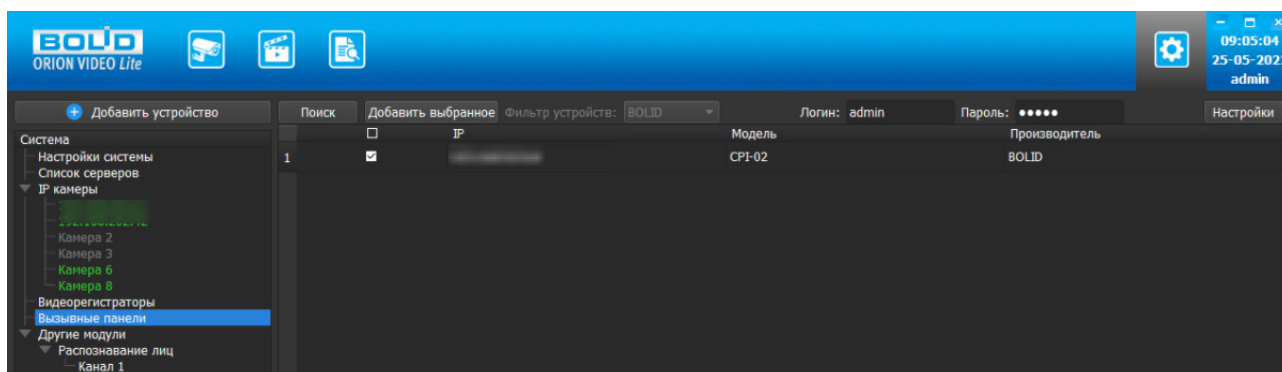 BOLID
ORION VIDEO Lite
09:05:04
25-05-202
admin
Добавить устройство
Поиск Добавить выбранное Фильтр устройств: BOLID Логин: admin Пароль: ●●●●● Настройки
Система
IP Модель Производитель
Настройки системы
1 CPI-02 BOLID
Список серверов
IP камеры
Камера 2
Камера 3
Камера 6
Камера 8
Видеорегистраторы
Вызывные панели
Другие модули
Распознавание лиц
Канал 1